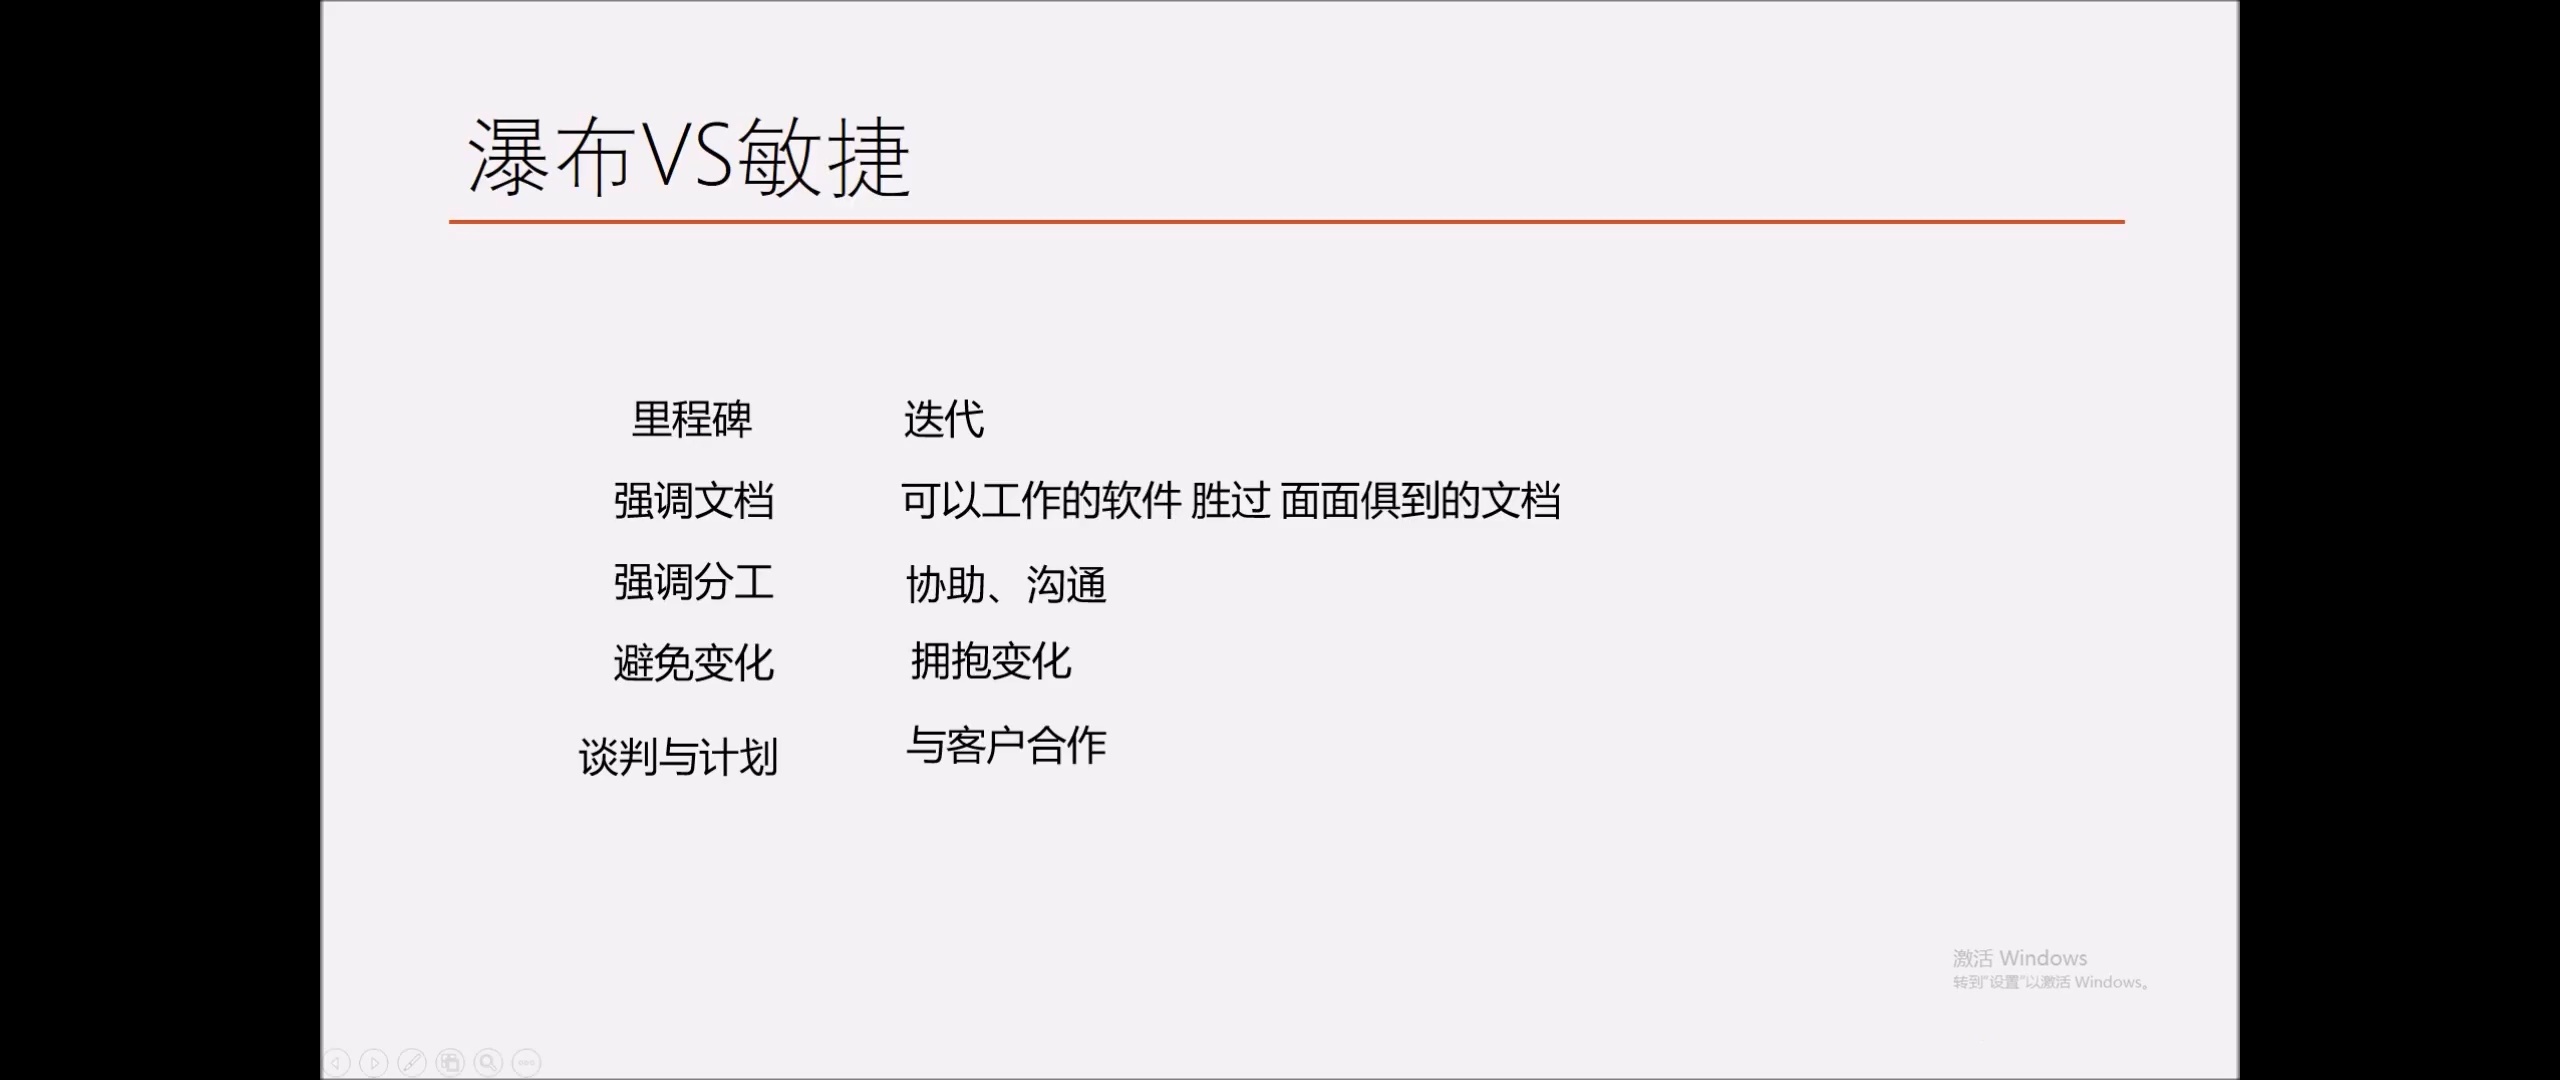 瀑布VS敏捷
里程碑 迭代
强调文档 可以工作的软件 胜过 面面俱到的文档
强调分工 协助、沟通
避免变化 拥抱变化
谈判与计划 与客户合作
激活 Windows
转到“设置”以激活 Windows。